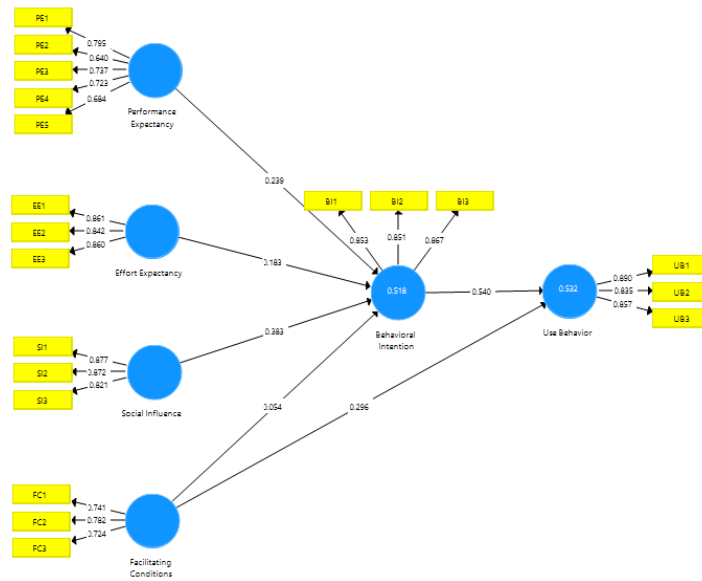 PE1
0.795
PE2
0.640
PE3
0.737
PE4
0.723
PE5
0.684
Performance
Expectancy
0.239
BI1
BI2
BI3
0.853
0.851
0.867
EE1
0.861
EE2
0.842
EE3
0.860
Effort Expectancy
0.183
0.518
Behavioral
Intention
0.540
0.532
Use Behavior
0.890
UB1
0.835
UB2
0.857
UB3
0.383
SI1
0.877
SI2
0.872
SI3
0.821
Social Influence
0.054
0.296
FC1
0.741
FC2
0.782
FC3
0.724
Facilitating
Conditions